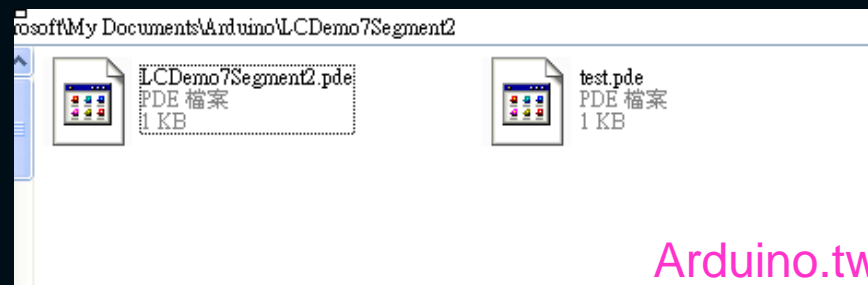 rosoft\My Documents\Arduino\LCDemo7Segment2
LCDemo7Segment2.pde
PDE 檔案
1 KB
test.pde
PDE 檔案
1 KB
Arduino.tw